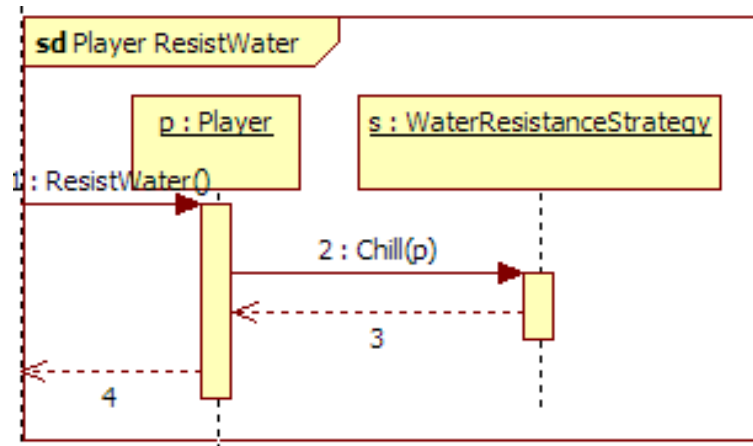 sd Player ResistWater
p : Player
s : WaterResistanceStrategy
1 : ResistWater()
2 : Chill(p)
3
4